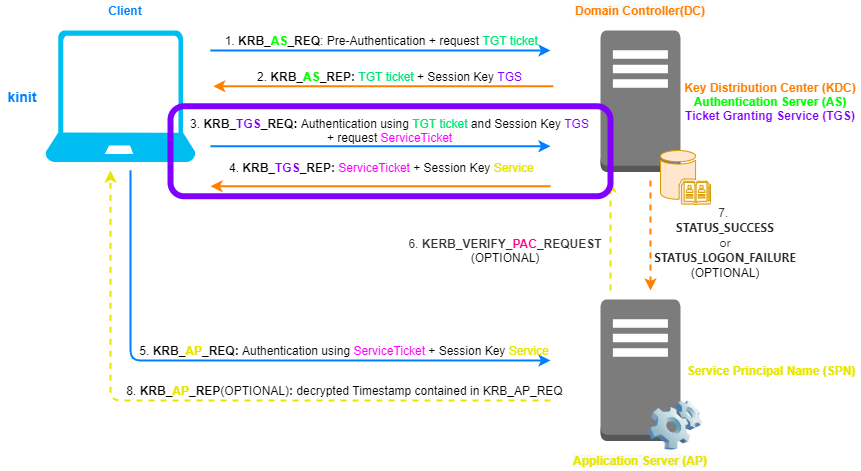 Client
Domain Controller(DC)
1. KRB_AS_REQ: Pre-Authentication + request TGT ticket
2. KRB_AS_REP: TGT ticket + Session Key TGS
kinit
Key Distribution Center (KDC)
Authentication Server (AS)
Ticket Granting Service (TGS)
3. KRB_TGS_REQ: Authentication using TGT ticket and Session Key TGS
+ request ServiceTicket
4. KRB_TGS_REP: ServiceTicket + Session Key Service
7.
STATUS_SUCCESS
or
STATUS_LOGON_FAILURE
(OPTIONAL)
6. KERB_VERIFY_PAC_REQUEST
(OPTIONAL)
5. KRB_AP_REQ: Authentication using ServiceTicket + Session Key Service
Service Principal Name (SPN)
8. KRB_AP_REP(OPTIONAL): decrypted Timestamp contained in KRB_AP_REQ
Application Server (AP)